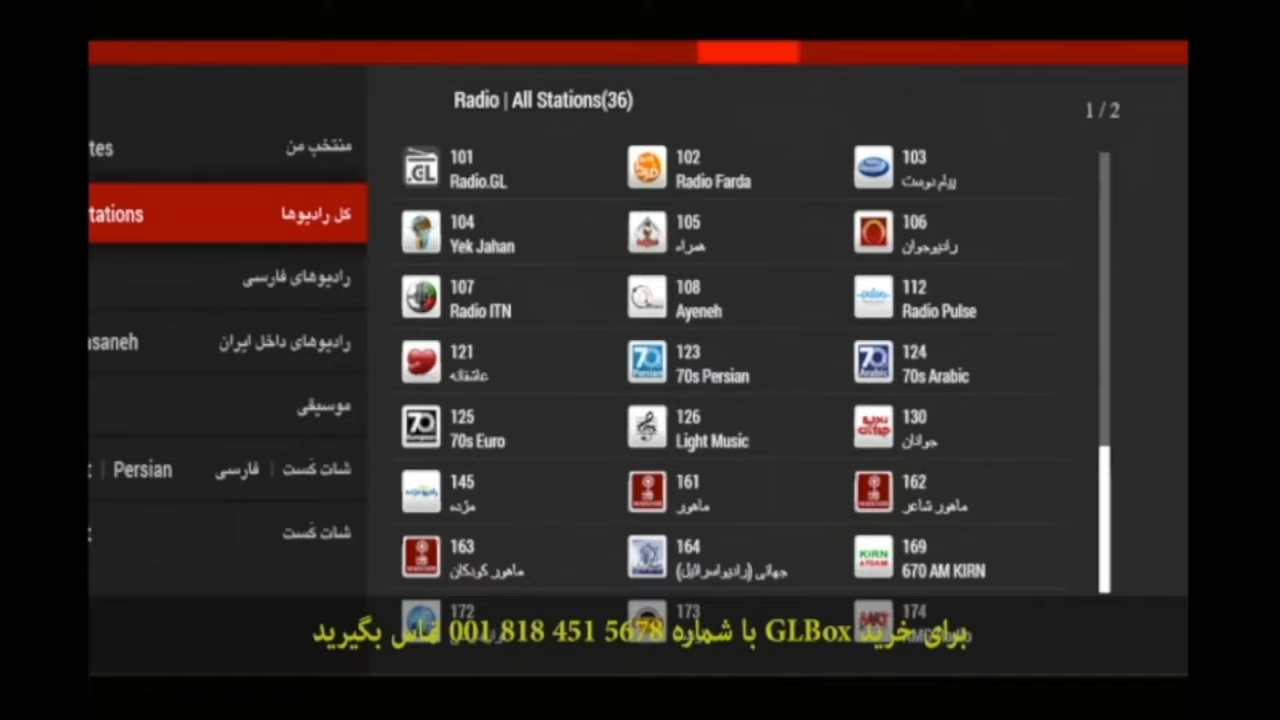 Radio | All Stations(36)
1 / 2
tes
منتخب من
tations
کل رادیوها
رادیوهای فارسی
asaneh
رادیوهای داخل ایران
موسیقی
Persian
شات کَست | فارسی
شات کَست
101
Radio.GL
102
Radio Farda
103
پیام دوست
104
Yek Jahan
105
همراه
106
رادیوجوان
107
Radio ITN
108
Ayeneh
112
Radio Pulse
121
عاشقانه
123
70s Persian
124
70s Arabic
125
70s Euro
126
Light Music
130
جوانان
145
مژده
161
ماهور
162
ماهور شاعر
163
ماهور کودکان
164
جهانی (رادیواسرائیل)
169
670 AM KIRN
172
173
174
برای خرید GLBox با شماره 5678 451 818 001 تماس بگیرید